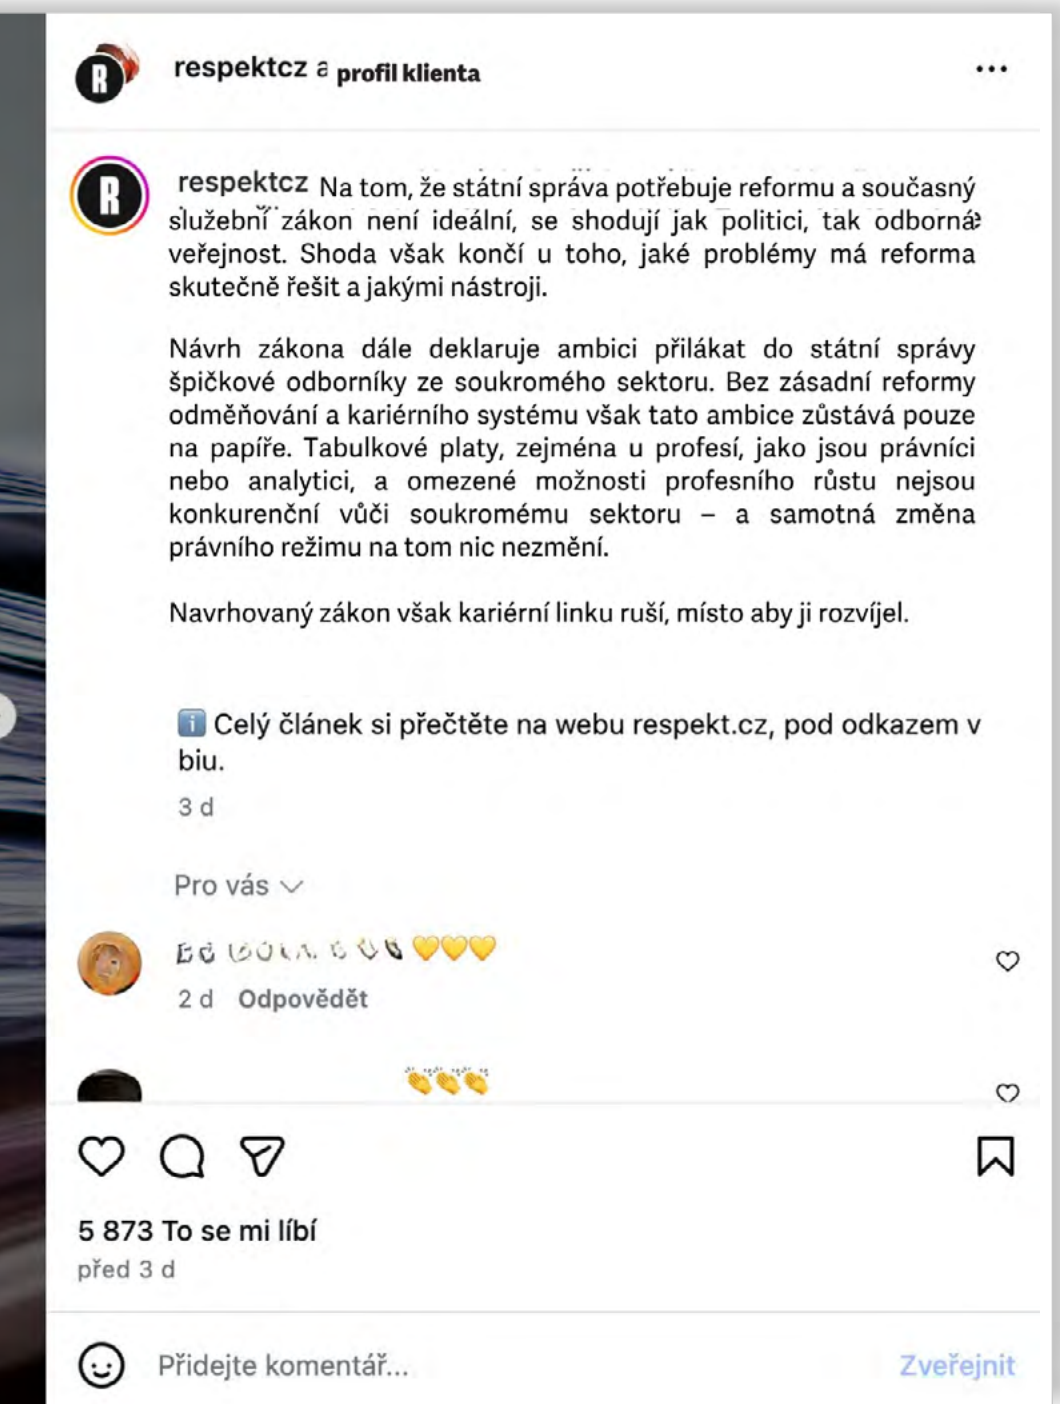 respektcz a profil klienta
respektcz Na tom, že státní správa potřebuje reformu a současný
služební zákon není ideální, se shodují jak politici, tak odborná
veřejnost. Shoda však končí u toho, jaké problémy má reforma
skutečně řešit a jakými nástroji.
Návrh zákona dále deklaruje ambici přilákat do státní správy
špičkové odborníky ze soukromého sektoru. Bez zásadní reformy
odměňování a kariérního systému však tato ambice zůstává pouze
na papíře. Tabulkové platy, zejména u profesí, jako jsou právníci
nebo analytici, a omezené možnosti profesního růstu nejsou
konkurenční vůči soukromému sektoru – a samotná změna
právního režimu na tom nic nezmění.
Navrhovaný zákon však kariérní linku ruší, místo aby ji rozvíjel.
ℹ️ Celý článek si přečtěte na webu respekt.cz, pod odkazem v
biu.
3 d
Pro vás
💛💛💛
2 d Odpovědět
👏👏👏
5 873 To se mi líbí
před 3 d
Přidejte komentář...
Zveřejnit